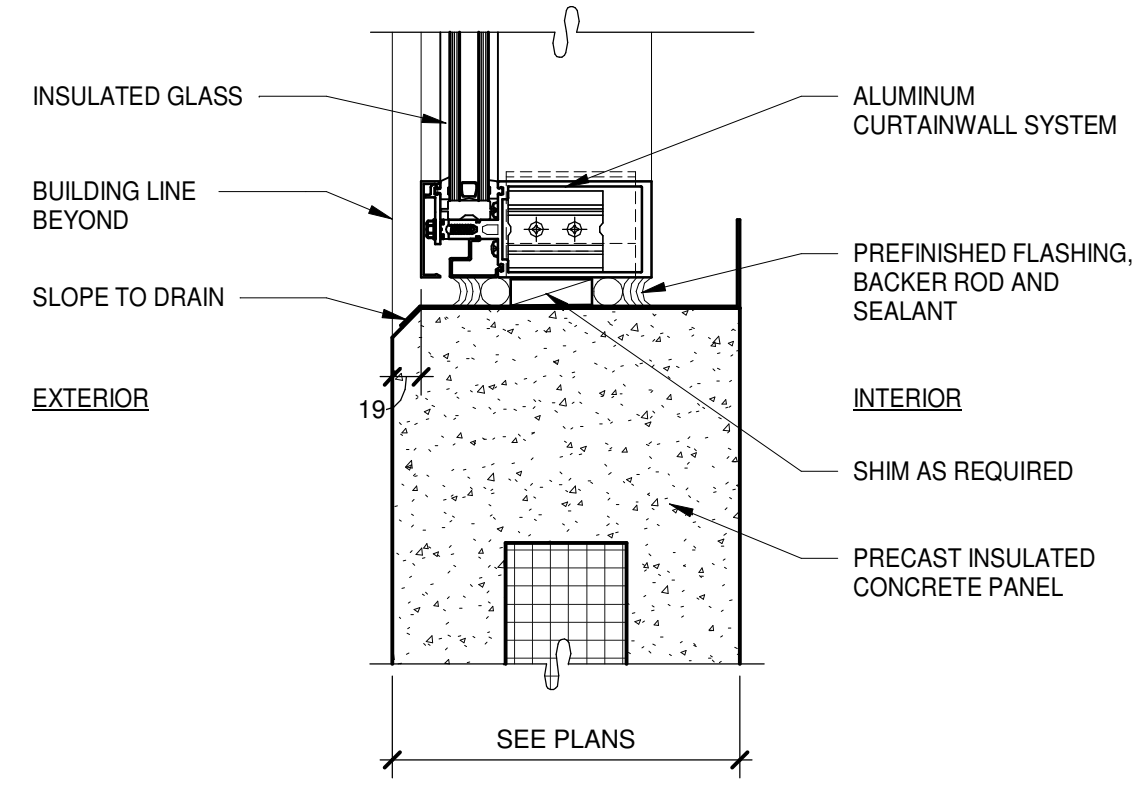 INSULATED GLASS
BUILDING LINE
BEYOND
SLOPE TO DRAIN
EXTERIOR
19
ALUMINUM
CURTAINWALL SYSTEM
PREFINISHED FLASHING,
BACKER ROD AND
SEALANT
INTERIOR
SHIM AS REQUIRED
PRECAST INSULATED
CONCRETE PANEL
SEE PLANS